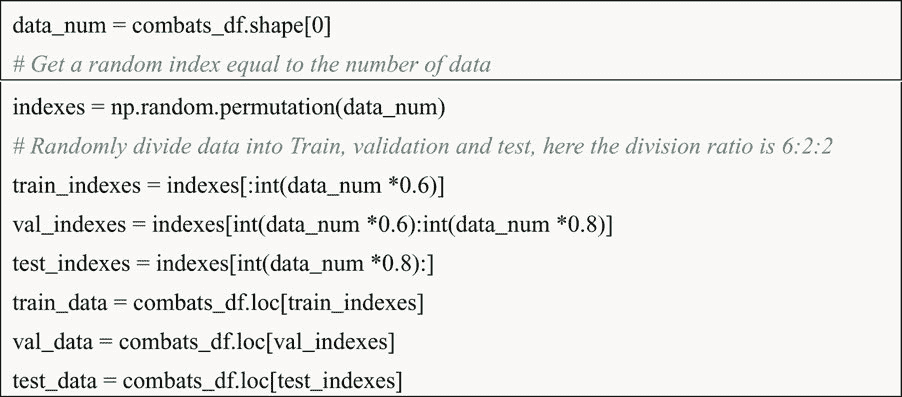 data_num = combats_df.shape[0]
# Get a random index equal to the number of data
indexes = np.random.permutation(data_num)
# Randomly divide data into Train, validation and test, here the division ratio is 6:2:2
train_indexes = indexes[:int(data_num *0.6)]
val_indexes = indexes[int(data_num *0.6):int(data_num *0.8)]
test_indexes = indexes[int(data_num *0.8):]
train_data = combats_df.loc[train_indexes]
val_data = combats_df.loc[val_indexes]
test_data = combats_df.loc[test_indexes]